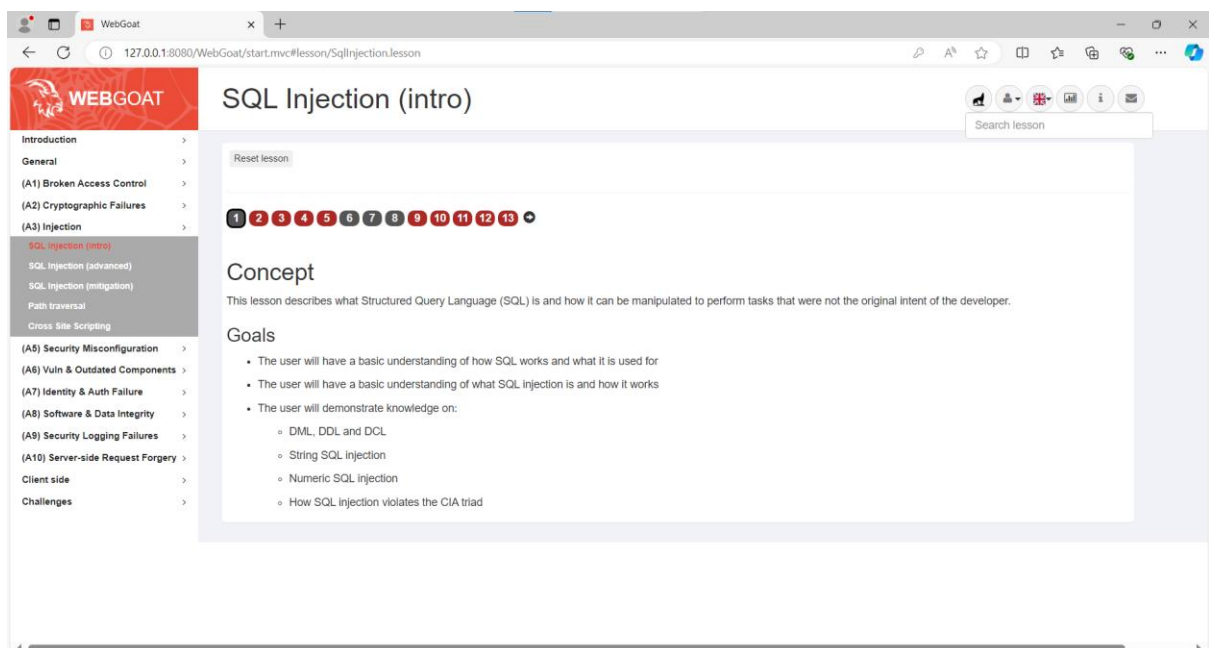 WebGoat
127.0.0.1:8080/WebGoat/start.mvc#lesson/SqlInjection.lesson
WEBGOAT
SQL Injection (intro)
Search lesson
Introduction
General
(A1) Broken Access Control
(A2) Cryptographic Failures
(A3) Injection
SQL Injection (intro)
SQL Injection (advanced)
SQL Injection (mitigation)
Path traversal
Cross Site Scripting
(A5) Security Misconfiguration
(A6) Vuln & Outdated Components
(A7) Identity & Auth Failure
(A8) Software & Data Integrity
(A9) Security Logging Failures
(A10) Server-side Request Forgery
Client side
Challenges
Reset lesson
1 2 3 4 5 6 7 8 9 10 11 12 13
Concept
This lesson describes what Structured Query Language (SQL) is and how it can be manipulated to perform tasks that were not the original intent of the developer.
Goals
• The user will have a basic understanding of how SQL works and what it is used for
• The user will have a basic understanding of what SQL injection is and how it works
• The user will demonstrate knowledge on:
◦ DML, DDL and DCL
◦ String SQL injection
◦ Numeric SQL injection
◦ How SQL injection violates the CIA triad